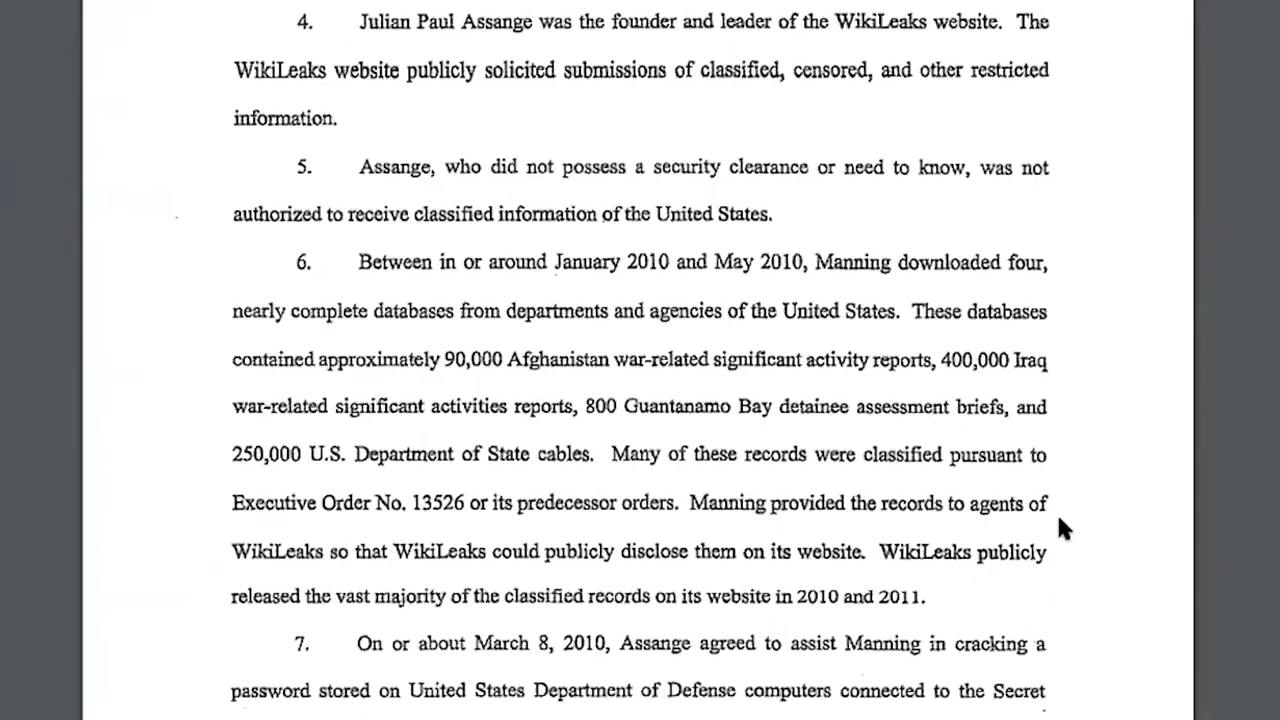 4. Julian Paul Assange was the founder and leader of the WikiLeaks website. The
WikiLeaks website publicly solicited submissions of classified, censored, and other restricted
information.
5. Assange, who did not possess a security clearance or need to know, was not
authorized to receive classified information of the United States.
6. Between in or around January 2010 and May 2010, Manning downloaded four,
nearly complete databases from departments and agencies of the United States. These databases
contained approximately 90,000 Afghanistan war-related significant activity reports, 400,000 Iraq
war-related significant activities reports, 800 Guantanamo Bay detainee assessment briefs, and
250,000 U.S. Department of State cables. Many of these records were classified pursuant to
Executive Order No. 13526 or its predecessor orders. Manning provided the records to agents of
WikiLeaks so that WikiLeaks could publicly disclose them on its website. WikiLeaks publicly
released the vast majority of the classified records on its website in 2010 and 2011.
7. On or about March 8, 2010, Assange agreed to assist Manning in cracking a
password stored on United States Department of Defense computers connected to the Secret